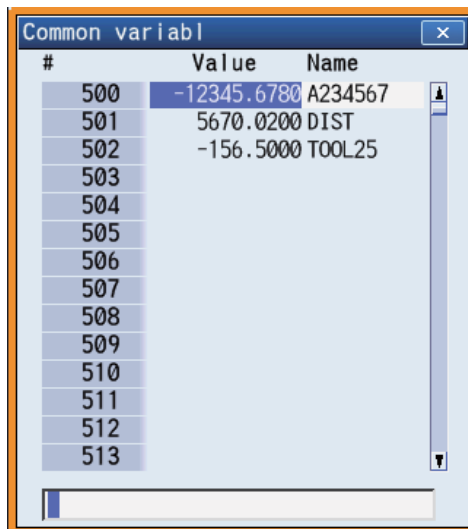 Common variabl
# Value Name
500 -12345.6780 A234567
501 5670.0200 DIST
502 -156.5000 TOOL25
503
504
505
506
507
508
509
510
511
512
513